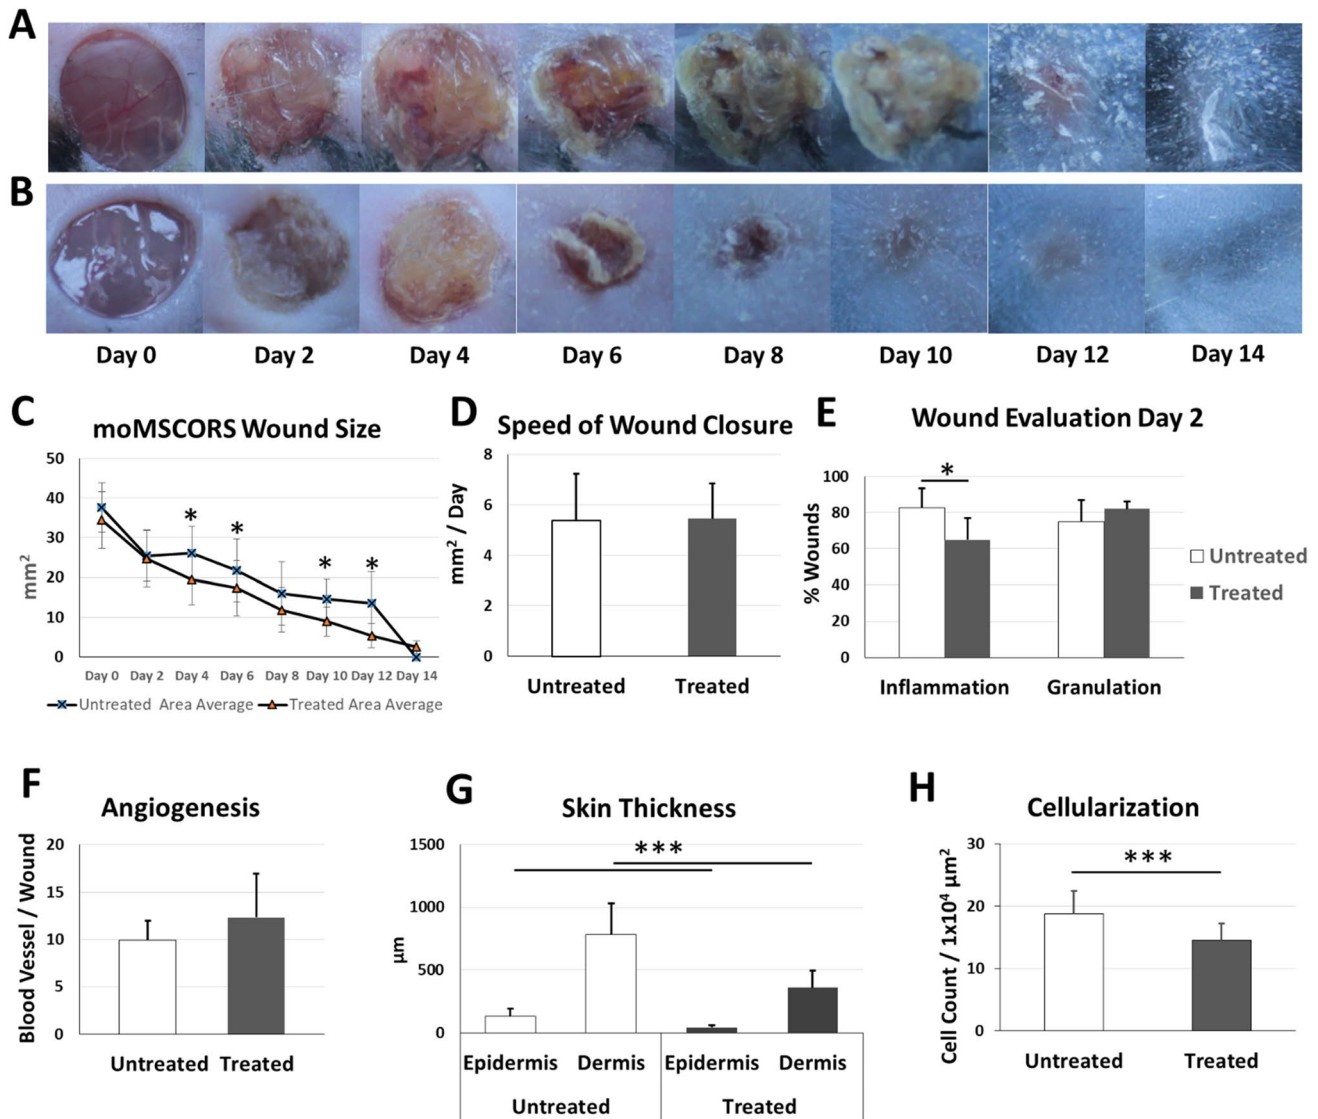 A
B
Day 0 Day 2 Day 4 Day 6 Day 8 Day 10 Day 12 Day 14
C
moMSCORS Wound Size
50
40
30
20
10
0
mm²
* * * *
Day 0 Day 2 Day 4 Day 6 Day 8 Day 10 Day 12 Day 14
Untreated Area Average Treated Area Average
D
Speed of Wound Closure
8
6
4
2
0
mm² / Day
Untreated Treated
E
Wound Evaluation Day 2
100
80
60
40
20
0
% Wounds
*
Inflammation Granulation
Untreated
Treated
F
Angiogenesis
20
15
10
5
0
Blood Vessel / Wound
Untreated Treated
G
Skin Thickness
1500
1000
500
0
µm
***
Epidermis Dermis Epidermis Dermis
Untreated Treated
H
Cellularization
30
20
10
0
Cell Count / 1x10⁴ µm²
***
Untreated Treated